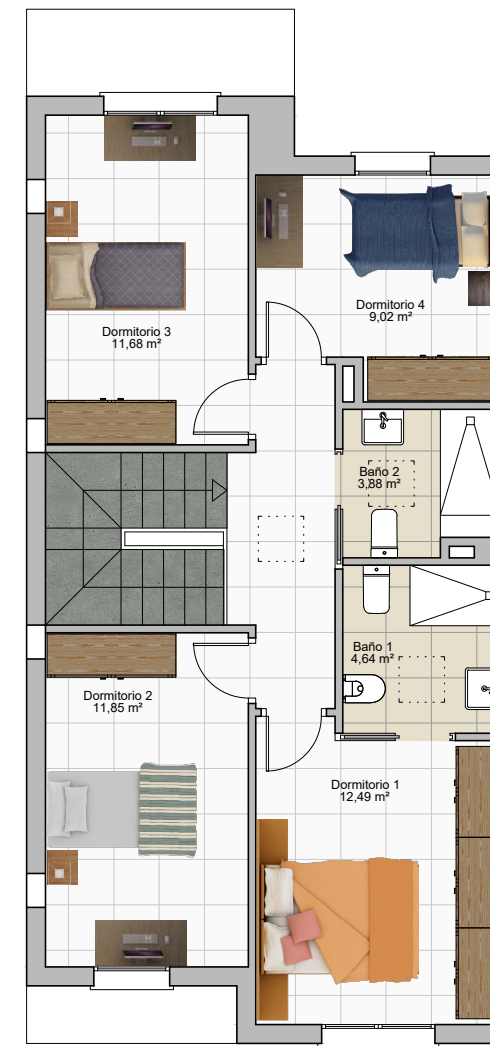 Dormitorio 4
9,02 m²
Dormitorio 3
11,68 m²
Baño 2
3,88 m²
Baño 1
4,64 m²
Dormitorio 2
11,85 m²
Dormitorio 1
12,49 m²